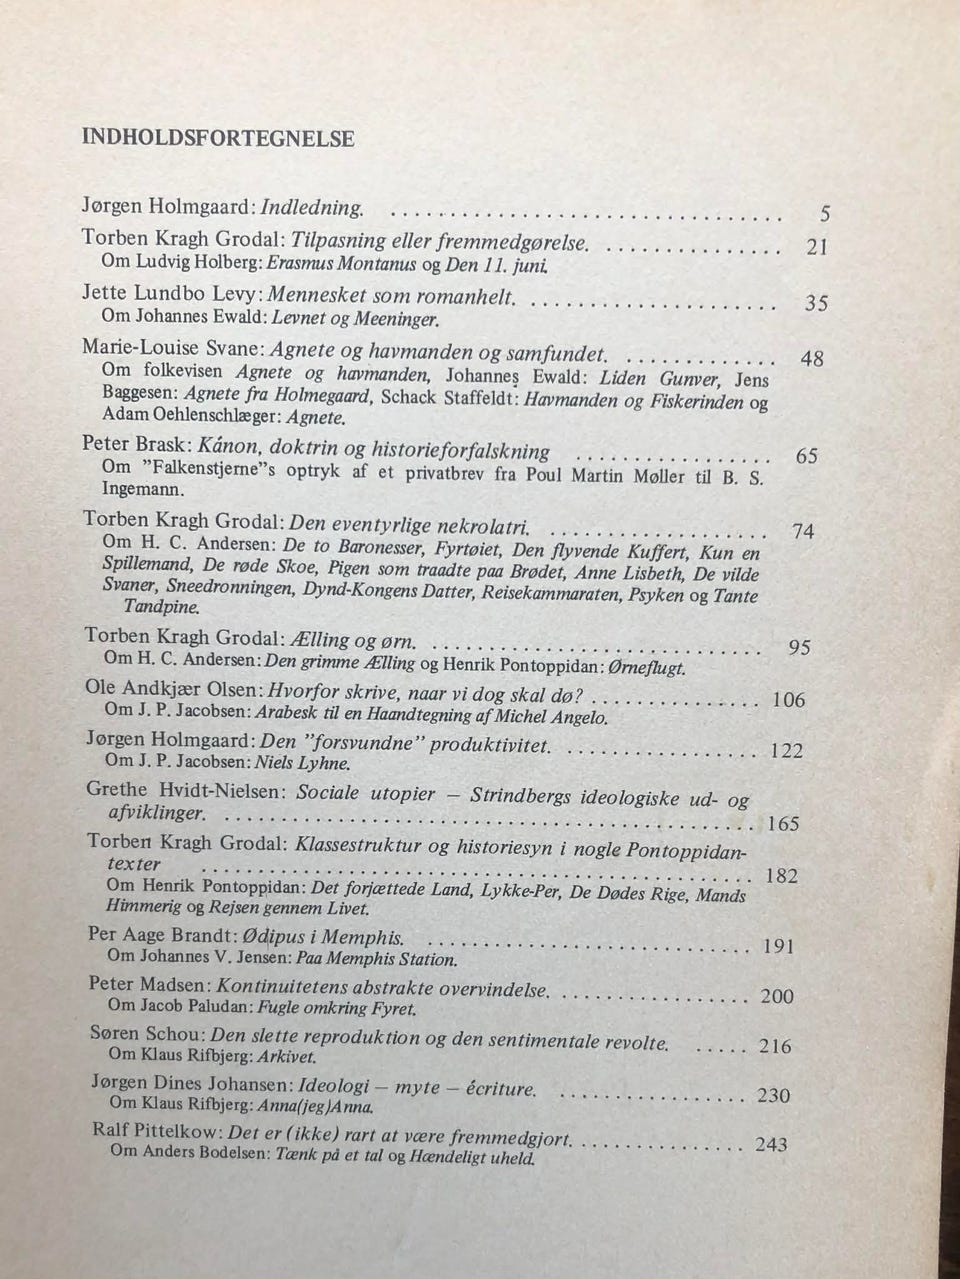 INDHOLDSFORTEGNELSE
Jørgen Holmgaard: Indledning. .................................. 5
Torben Kragh Grodal: Tilpasning eller fremmedgørelse. ................ 21
Om Ludvig Holberg: Erasmus Montanus og Den 11. juni.
Jette Lundbo Levy: Mennesket som romanhelt. ...................... 35
Om Johannes Ewald: Levnet og Meeninger.
Marie-Louise Svane: Agnete og havmanden og samfundet. ............. 48
Om folkevisen Agnete og havmanden, Johannes Ewald: Liden Gunver, Jens
Baggesen: Agnete fra Holmegaard, Schack Staffeldt: Havmanden og Fiskerinden og
Adam Oehlenschlæger: Agnete.
Peter Brask: Kánon, doktrin og historieforfalskning ................. 65
Om ”Falkenstjerne”s optryk af et privatbrev fra Poul Martin Møller til B. S.
Ingemann.
Torben Kragh Grodal: Den eventyrlige nekrolatri. ................... 74
Om H. C. Andersen: De to Baronesser, Fyrtøiet, Den flyvende Kuffert, Kun en
Spillemand, De røde Skoe, Pigen som traadte paa Brødet, Anne Lisbeth, De vilde
Svaner, Sneedronningen, Dynd-Kongens Datter, Reisekammaraten, Psyken og Tante
Tandpine.
Torben Kragh Grodal: Ælling og ørn. ............................. 95
Om H. C. Andersen: Den grimme Ælling og Henrik Pontoppidan: Ørneflugt.
Ole Andkjær Olsen: Hvorfor skrive, naar vi dog skal dø? ............... 106
Om J. P. Jacobsen: Arabesk til en Haandtegning af Michel Angelo.
Jørgen Holmgaard: Den ”forsvundne” produktivitet. ................. 122
Om J. P. Jacobsen: Niels Lyhne.
Grethe Hvidt-Nielsen: Sociale utopier – Strindbergs ideologiske ud- og
afviklinger. ................................................ 165
Torben Kragh Grodal: Klassestruktur og historiesyn i nogle Pontoppidan-
texter .................................................. 182
Om Henrik Pontoppidan: Det forjættede Land, Lykke-Per, De Dødes Rige, Mands
Himmerig og Rejsen gennem Livet.
Per Aage Brandt: Ødipus i Memphis. ............................ 191
Om Johannes V. Jensen: Paa Memphis Station.
Peter Madsen: Kontinuitetens abstrakte overvindelse. ................. 200
Om Jacob Paludan: Fugle omkring Fyret.
Søren Schou: Den slette reproduktion og den sentimentale revolte. ..... 216
Om Klaus Rifbjerg: Arkivet.
Jørgen Dines Johansen: Ideologi – myte – écriture. ................. 230
Om Klaus Rifbjerg: Anna(jeg)Anna.
Ralf Pittelkow: Det er (ikke) rart at være fremmedgjort. ............... 243
Om Anders Bodelsen: Tænk på et tal og Hændeligt uheld.